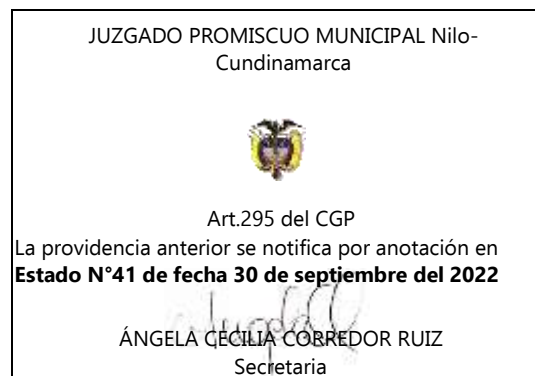 JUZGADO PROMISCUO MUNICIPAL Nilo-
Cundinamarca
Art.295 del CGP
La providencia anterior se notifica por anotación en
Estado N°41 de fecha 30 de septiembre del 2022
ÁNGELA CECILIA CORREDOR RUIZ
Secretaria